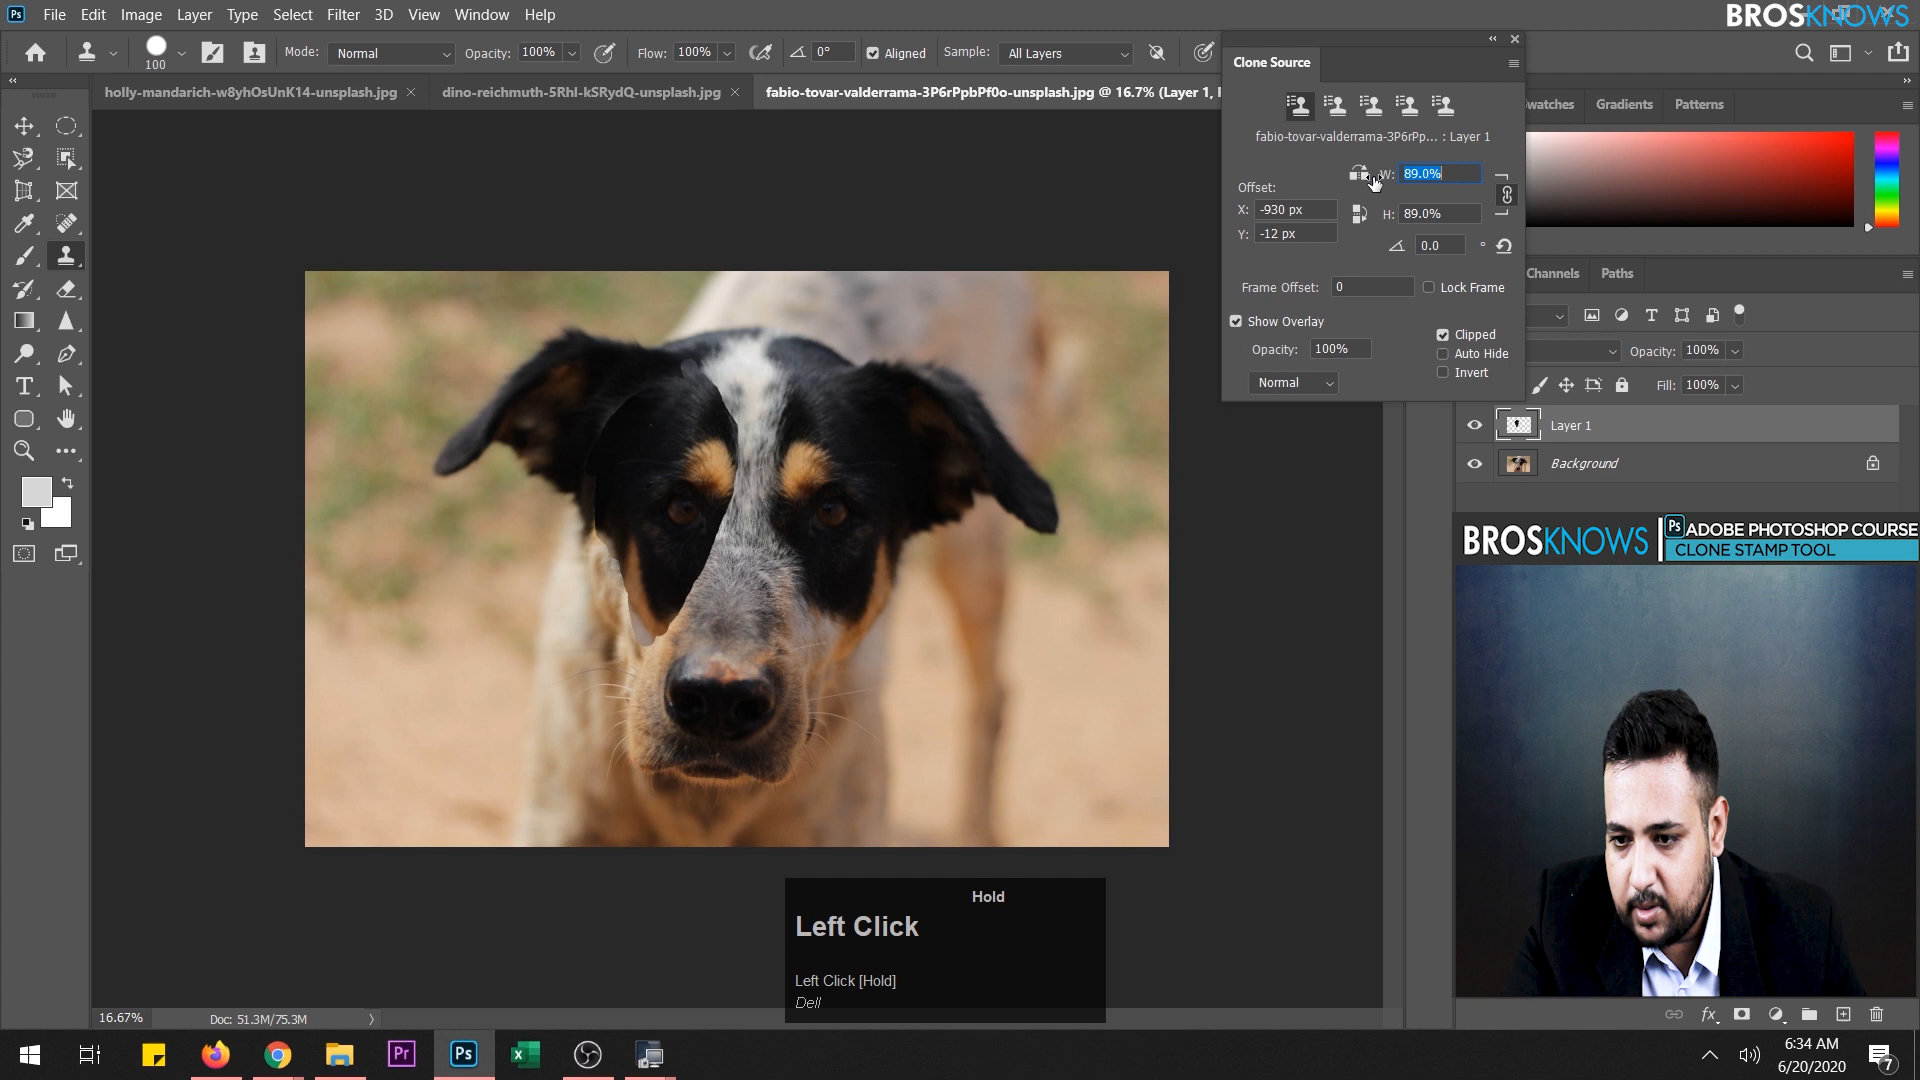 Ps File Edit Image Layer Type Select Filter 3D View Window Help
BROSKNOWS
100 Mode: Normal Opacity: 100% Flow: 100% 0° Aligned Sample: All Layers
holly-mandarich-w8yhOsUnK14-unsplash.jpg dino-reichmuth-5RhI-kSRydQ-unsplash.jpg fabio-tovar-valderrama-3P6rPpbPf0o-unsplash.jpg @ 16.7% (Layer 1,
Clone Source
fabio-tovar-valderrama-3P6rPp... : Layer 1
W: 89.0%
Offset:
X: -930 px H: 89.0%
Y: -12 px
0.0 °
Frame Offset: 0 Lock Frame
Show Overlay
Opacity: 100%
Normal
Clipped
Auto Hide
Invert
Gradients Patterns
Channels Paths
Opacity: 100%
Fill: 100%
Layer 1
Background
BROSKNOWS Ps ADOBE PHOTOSHOP COURSE
CLONE STAMP TOOL
Hold
Left Click
Left Click [Hold]
Dell
16.67% Doc: 51.3M/75.3M
fx
Pr Ps
6:34 AM
6/20/2020
7